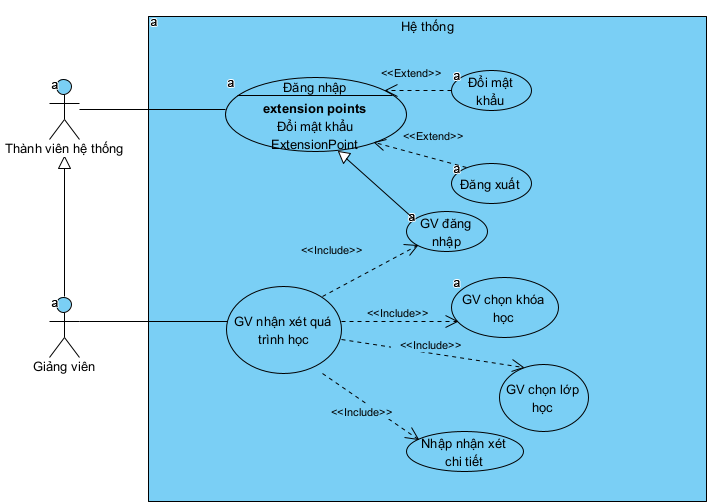 a
Hệ thống
a
Đăng nhập
extension points
Đổi mật khẩu
ExtensionPoint
<<Extend>>
a
Đổi mật
khẩu
<<Extend>>
a
Đăng xuất
a
Thành viên hệ thống
a
GV đăng
nhập
<<Include>>
a
Giảng viên
GV nhận xét quá
trình học
<<Include>>
a
GV chọn khóa
học
<<Include>>
GV chọn lớp
học
<<Include>>
Nhập nhận xét
chi tiết